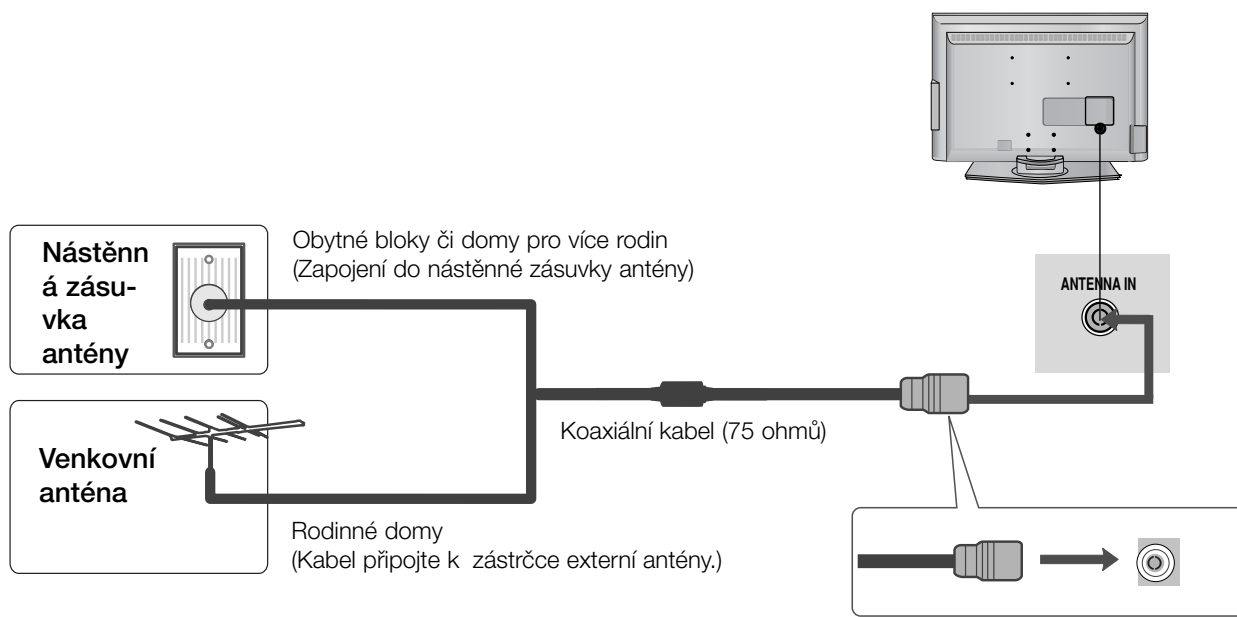 Nástěnn
á zásu-
vka
antény
Obytné bloky či domy pro více rodin
(Zapojení do nástěnné zásuvky antény)
ANTENNA IN
Koaxiální kabel (75 ohmů)
Venkovní
anténa
Rodinné domy
(Kabel připojte k  zástrčce externí antény.)